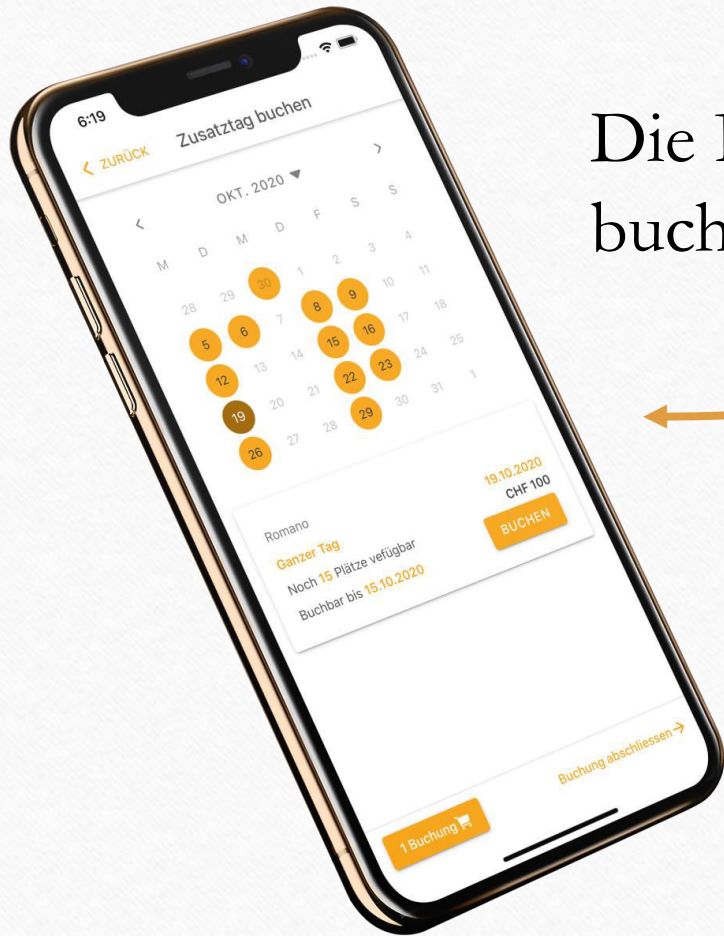 6:19
ZURÜCK
Zusatztag buchen
OKT. 2020
M D M D F S S
28 29 30 1 2 3 4
5 6 7 8 9 10 11
12 13 14 15 16 17 18
19 20 21 22 23 24 25
26 27 28 29 30 31 1
Romano
19.10.2020
Ganzer Tag
CHF 100
Noch 15 Plätze vefügbar
BUCHEN
Buchbar bis 15.10.2020
Buchung abschliessen
1 Buchung
Die
buch